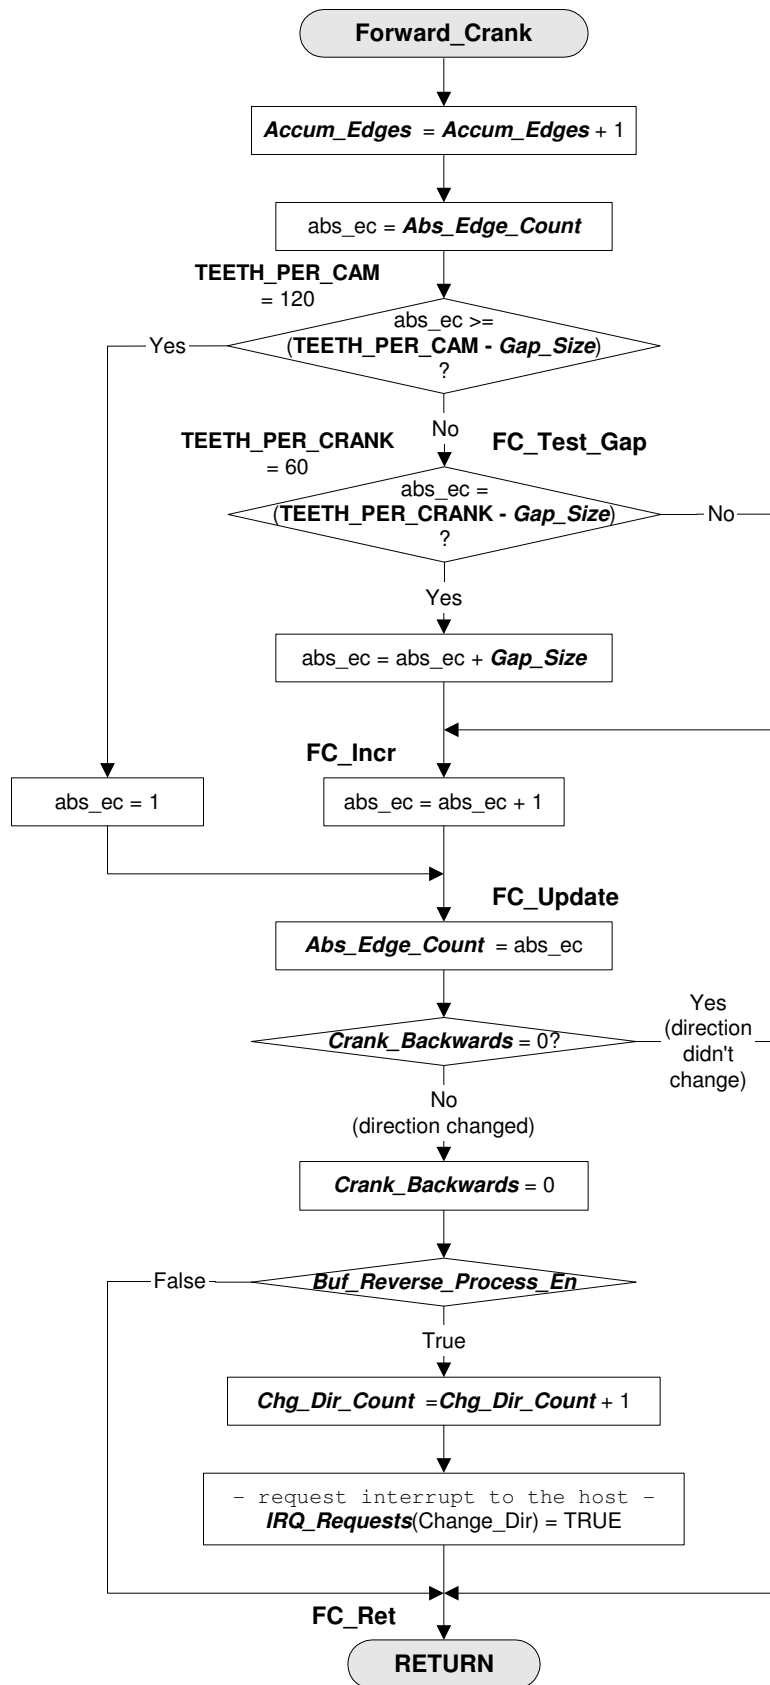 Forward_Crank
Accum_Edges = Accum_Edges + 1
abs_ec = Abs_Edge_Count
TEETH_PER_CAM
= 120
abs_ec >=
(TEETH_PER_CAM - Gap_Size)
?
Yes
No
TEETH_PER_CRANK
= 60
FC_Test_Gap
abs_ec =
(TEETH_PER_CRANK - Gap_Size)
?
No
Yes
abs_ec = abs_ec + Gap_Size
FC_Incr
abs_ec = 1
abs_ec = abs_ec + 1
FC_Update
Abs_Edge_Count = abs_ec
Crank_Backwards = 0?
Yes
(direction
didn't
change)
No
(direction changed)
Crank_Backwards = 0
Buf_Reverse_Process_En
False
True
Chg_Dir_Count =Chg_Dir_Count + 1
– request interrupt to the host –
IRQ_Requests(Change_Dir) = TRUE
FC_Ret
RETURN